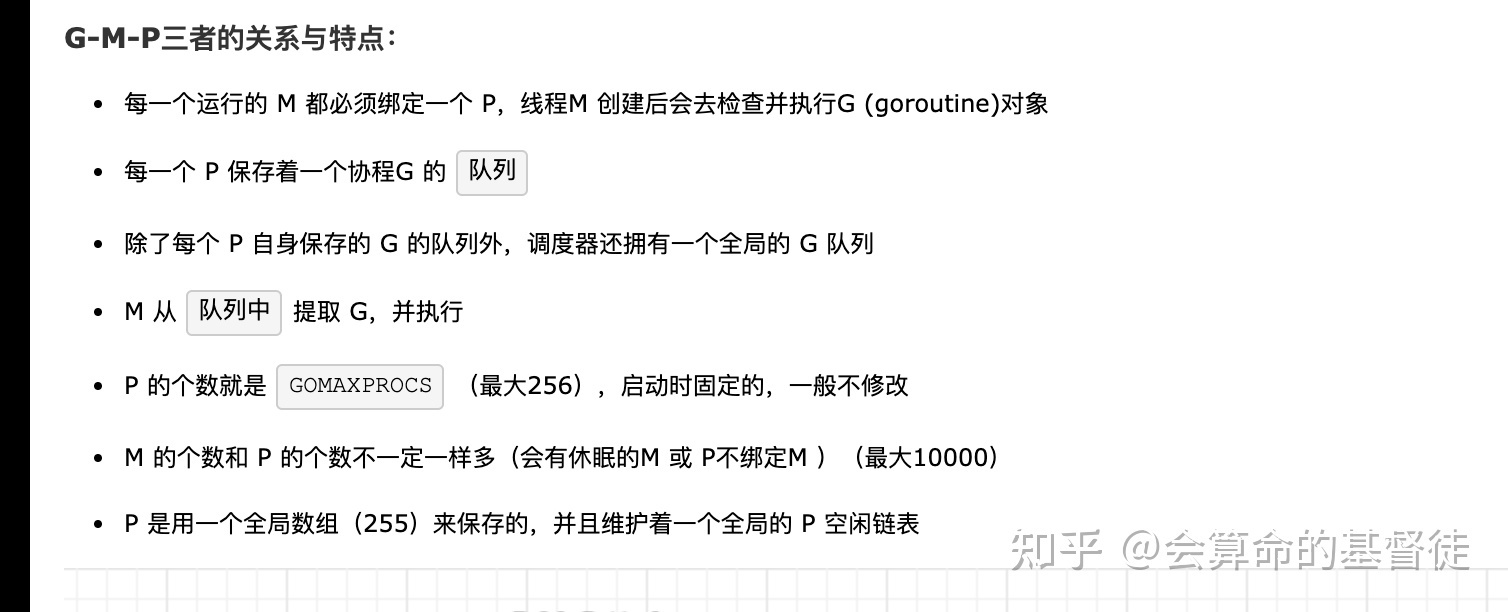 G-M-P三者的关系与特点：
每一个运行的 M 都必须绑定一个 P，线程M 创建后会去检查并执行G (goroutine)对象
每一个 P 保存着一个协程G 的 队列
除了每个 P 自身保存的 G 的队列外，调度器还拥有一个全局的 G 队列
M 从 队列中 提取 G，并执行
P 的个数就是 GOMAXPROCS （最大256），启动时固定的，一般不修改
M 的个数和 P 的个数不一定一样多（会有休眠的M 或 P不绑定M ）（最大10000）
P 是用一个全局数组（255）来保存的，并且维护着一个全局的 P 空闲链表
知乎 @会算命的基督徒